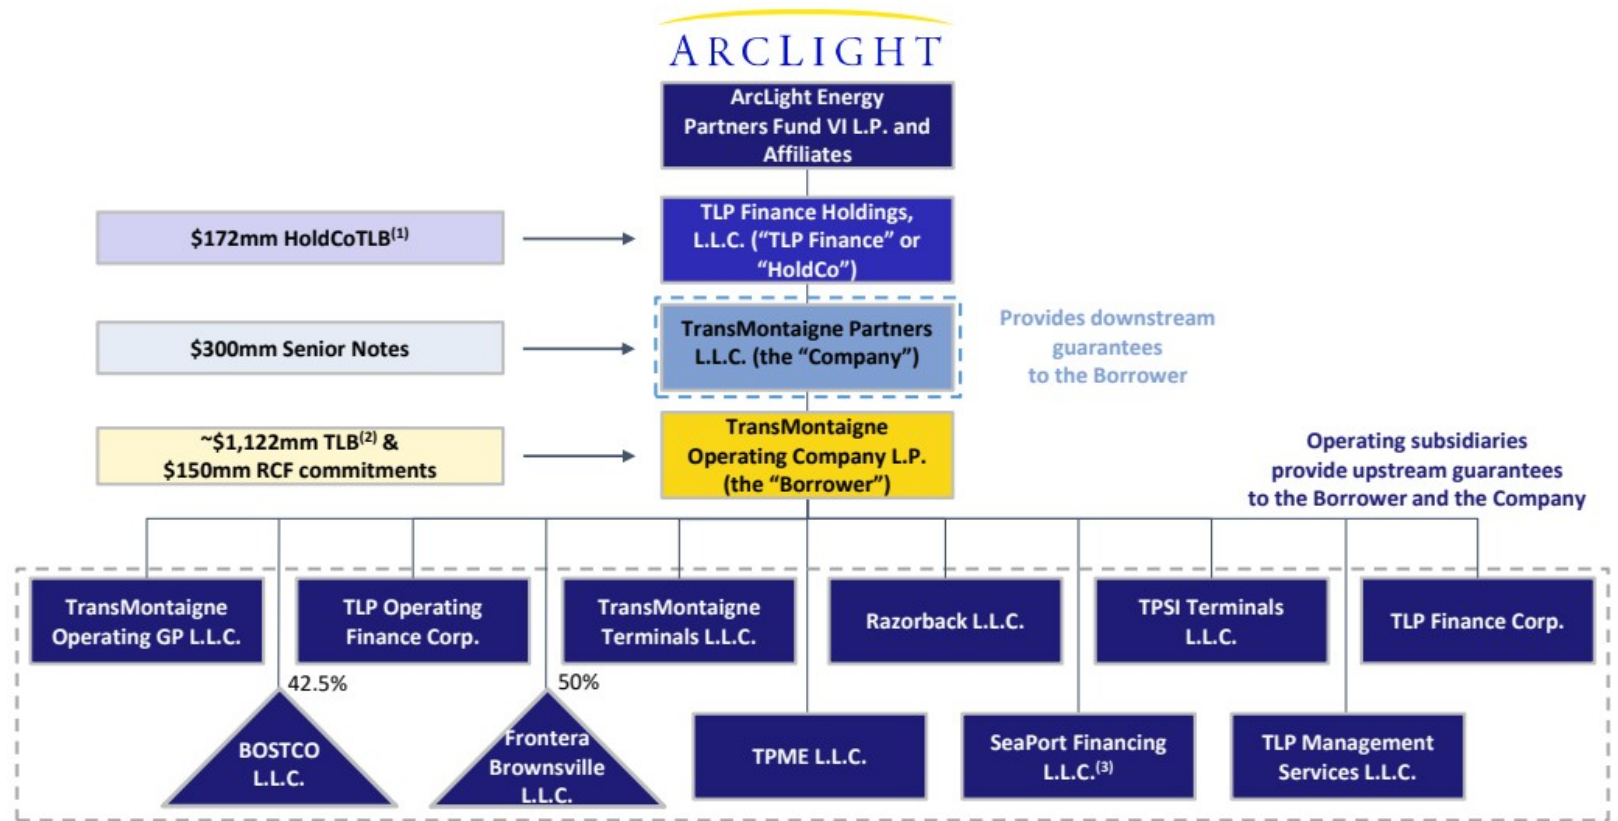 ARCLIGHT
ArcLight Energy
Partners Fund VI L.P. and
Affiliates
$172mm HoldCoTLB(1)
TLP Finance Holdings,
L.L.C. (“TLP Finance” or
“HoldCo”)
$300mm Senior Notes
TransMontaigne Partners
L.L.C. (the “Company”)
Provides downstream
guarantees
to the Borrower
~$1,122mm TLB(2) &
$150mm RCF commitments
TransMontaigne
Operating Company L.P.
(the “Borrower”)
Operating subsidiaries
provide upstream guarantees
to the Borrower and the Company
TransMontaigne
Operating GP L.L.C.
TLP Operating
Finance Corp.
TransMontaigne
Terminals L.L.C.
Razorback L.L.C.
TPSI Terminals
L.L.C.
TLP Finance Corp.
42.5%
BOSTCO
L.L.C.
50%
Frontera
Brownsville
L.L.C.
TPME L.L.C.
SeaPort Financing
L.L.C.(3)
TLP Management
Services L.L.C.